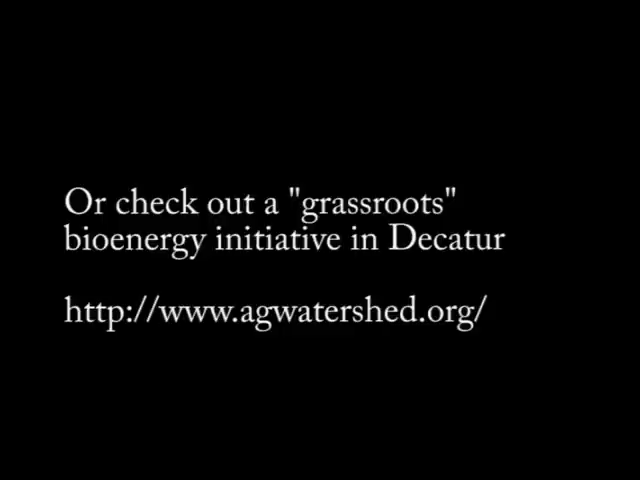 Or check out a "grassroots"
bioenergy initiative in Decatur
http://www.agwatershed.org/